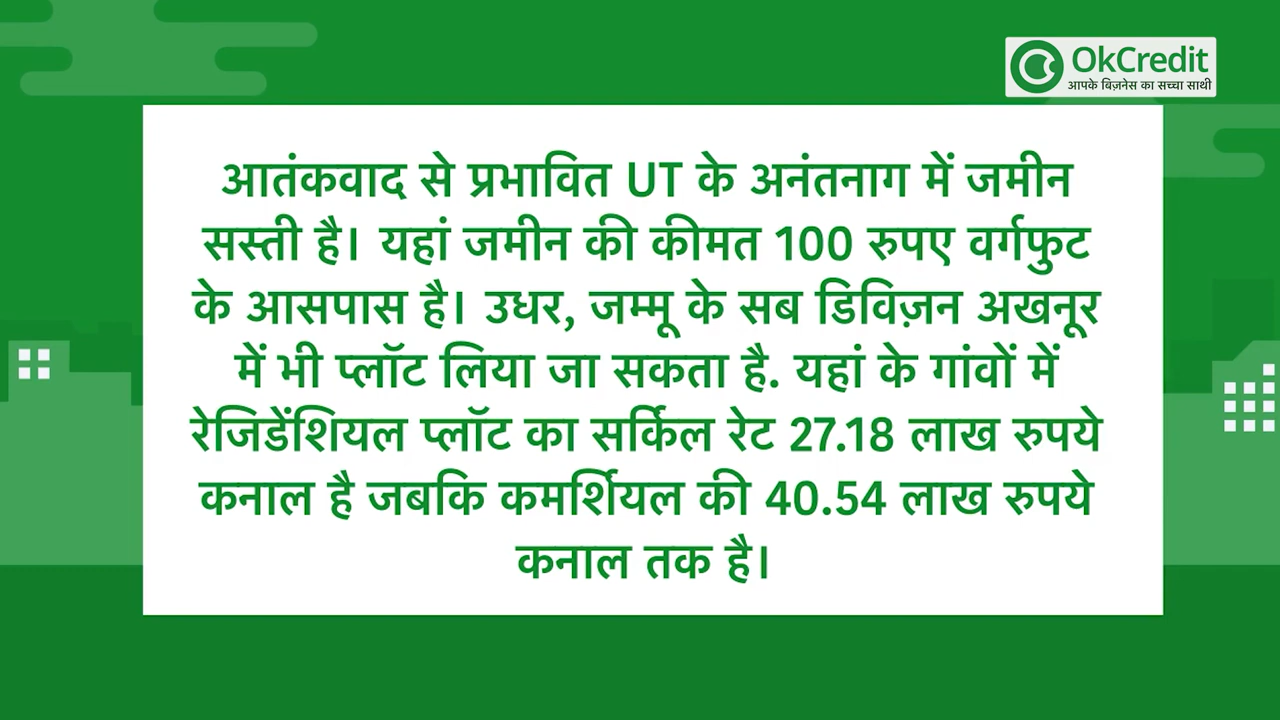 OkCredit
आपके बिज़नेस का सच्चा साथी
आतंकवाद से प्रभावित UT के अनंतनाग में जमीन
सस्ती है। यहां जमीन की कीमत 100 रुपए वर्गफुट
के आसपास है। उधर, जम्मू के सब डिविज़न अखनूर
में भी प्लॉट लिया जा सकता है. यहां के गांवों में
रेजिडेंशियल प्लॉट का सर्किल रेट 27.18 लाख रुपये
कनाल है जबकि कमर्शियल की 40.54 लाख रुपये
कनाल तक है।